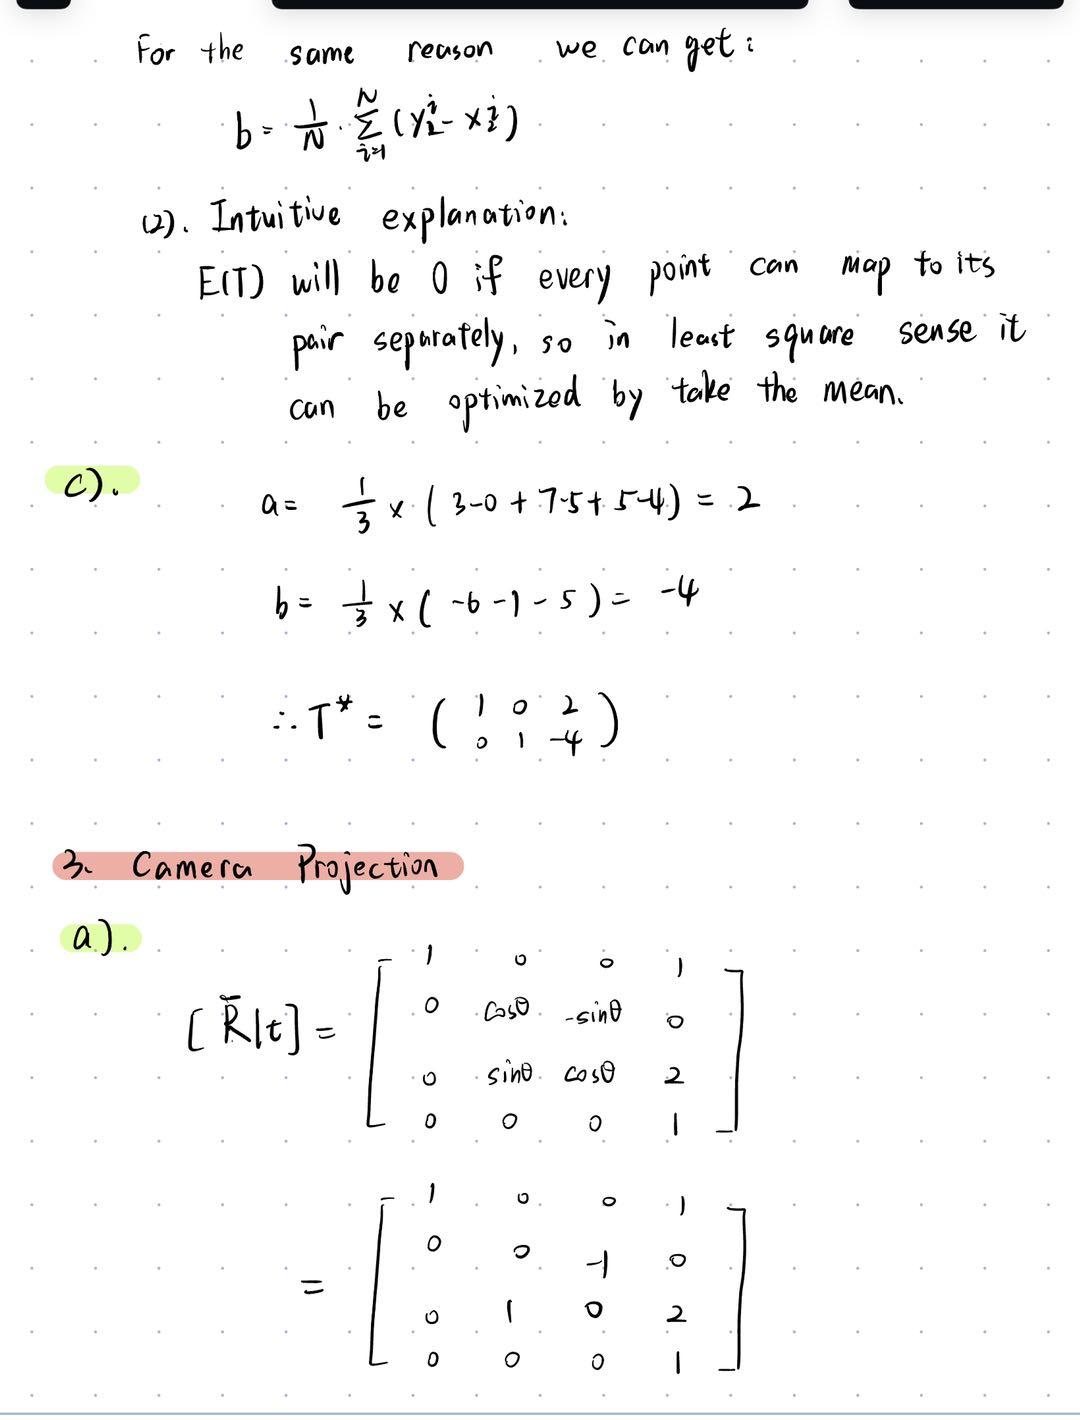 For the same reason we can get:
b = 1/N · Σ_{i=1}^{N} (y_2^i - x_2^i)
(2). Intuitive explanation:
E(T) will be 0 if every point can map to its
pair separately, so in least square sense it
can be optimized by take the mean.
c).
a = 1/3 × ( 3-0 + 7-5 + 5-4) = 2
b = 1/3 × ( -6 -1 - 5 ) = -4
∴ T* = ( 1 0 2
0 1 -4 )
3. Camera Projection
a).
[ R̄|t] = [ 1 0 0 1
0 cosθ -sinθ 0
0 sinθ cosθ 2
0 0 0 1 ]
= [ 1 0 0 1
0 0 -1 0
0 1 0 2
0 0 0 1 ]